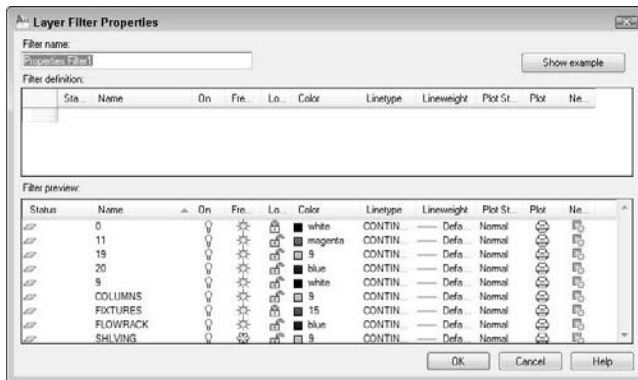 Layer Filter Properties
Filter name:
Properties Filter1
Show example
Filter definition:
Sta... Name On Fre... Lo... Color Linetype Lineweight Plot St... Plot Ne...
Filter preview:
Status Name On Fre... Lo... Color Linetype Lineweight Plot St... Plot Ne...
0 white CONTIN... Defa... Normal
11 magenta CONTIN... Defa... Normal
19 9 CONTIN... Defa... Normal
20 blue CONTIN... Defa... Normal
9 white CONTIN... Defa... Normal
COLUMNS 9 CONTIN... Defa... Normal
FIXTURES 15 CONTIN... Defa... Normal
FLOWRACK blue CONTIN... Defa... Normal
SHLVING 9 CONTIN... Defa... Normal
OK Cancel Help